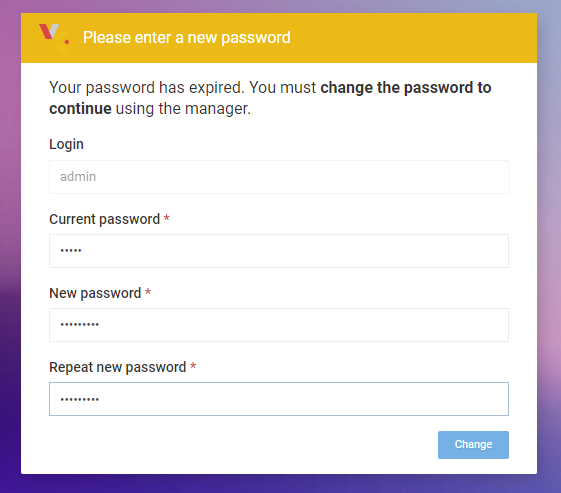 Please enter a new password
Your password has expired. You must change the password to
continue using the manager.
Login
admin
Current password *
•••••
New password *
•••••••••
Repeat new password *
•••••••••
Change